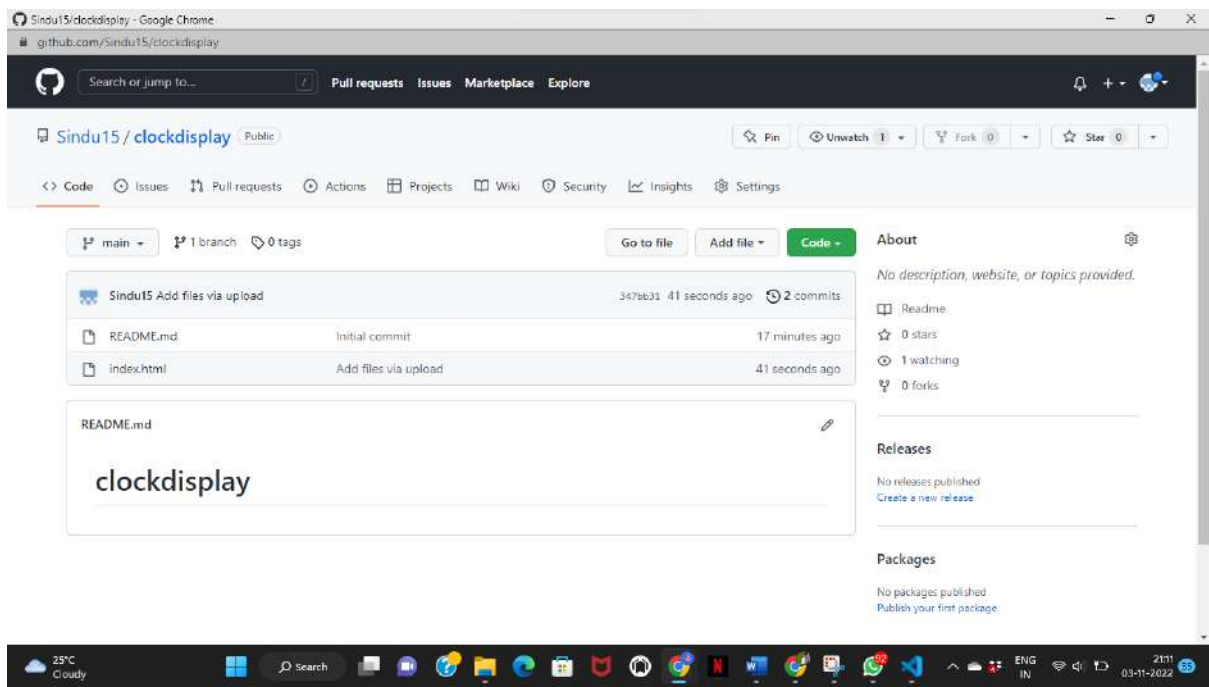 Sindu15/clockdisplay - Google Chrome
github.com/Sindu15/clockdisplay
Search or jump to... / Pull requests Issues Marketplace Explore
Sindu15 / clockdisplay Public Pin Unwatch 1 Fork 0 Star 0
Code Issues Pull requests Actions Projects Wiki Security Insights Settings
main 1 branch 0 tags Go to file Add file Code
About
No description, website, or topics provided.
Sindu15 Add files via upload 347bb31 41 seconds ago 2 commits
README.md Initial commit 17 minutes ago
index.html Add files via upload 41 seconds ago
Readme
0 stars
1 watching
0 forks
README.md
clockdisplay
Releases
No releases published
Create a new release
Packages
No packages published
Publish your first package
25°C
Cloudy
Search
ENG
IN
21:11
03-11-2022
55